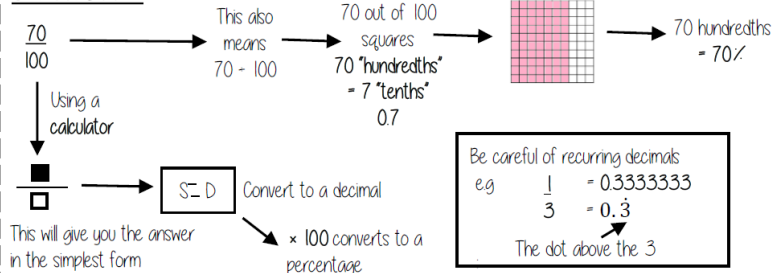 70
100
This also
means
70 ÷ 100
70 out of 100
squares
70 "hundredths"
= 7 "tenths"
0.7
70 hundredths
= 70%
Using a
calculator
S⇔D
Convert to a decimal
This will give you the answer
in the simplest form
× 100 converts to a
percentage
Be careful of recurring decimals
e.g
1
3
= 0.3333333
= 0.3̇
The dot above the 3